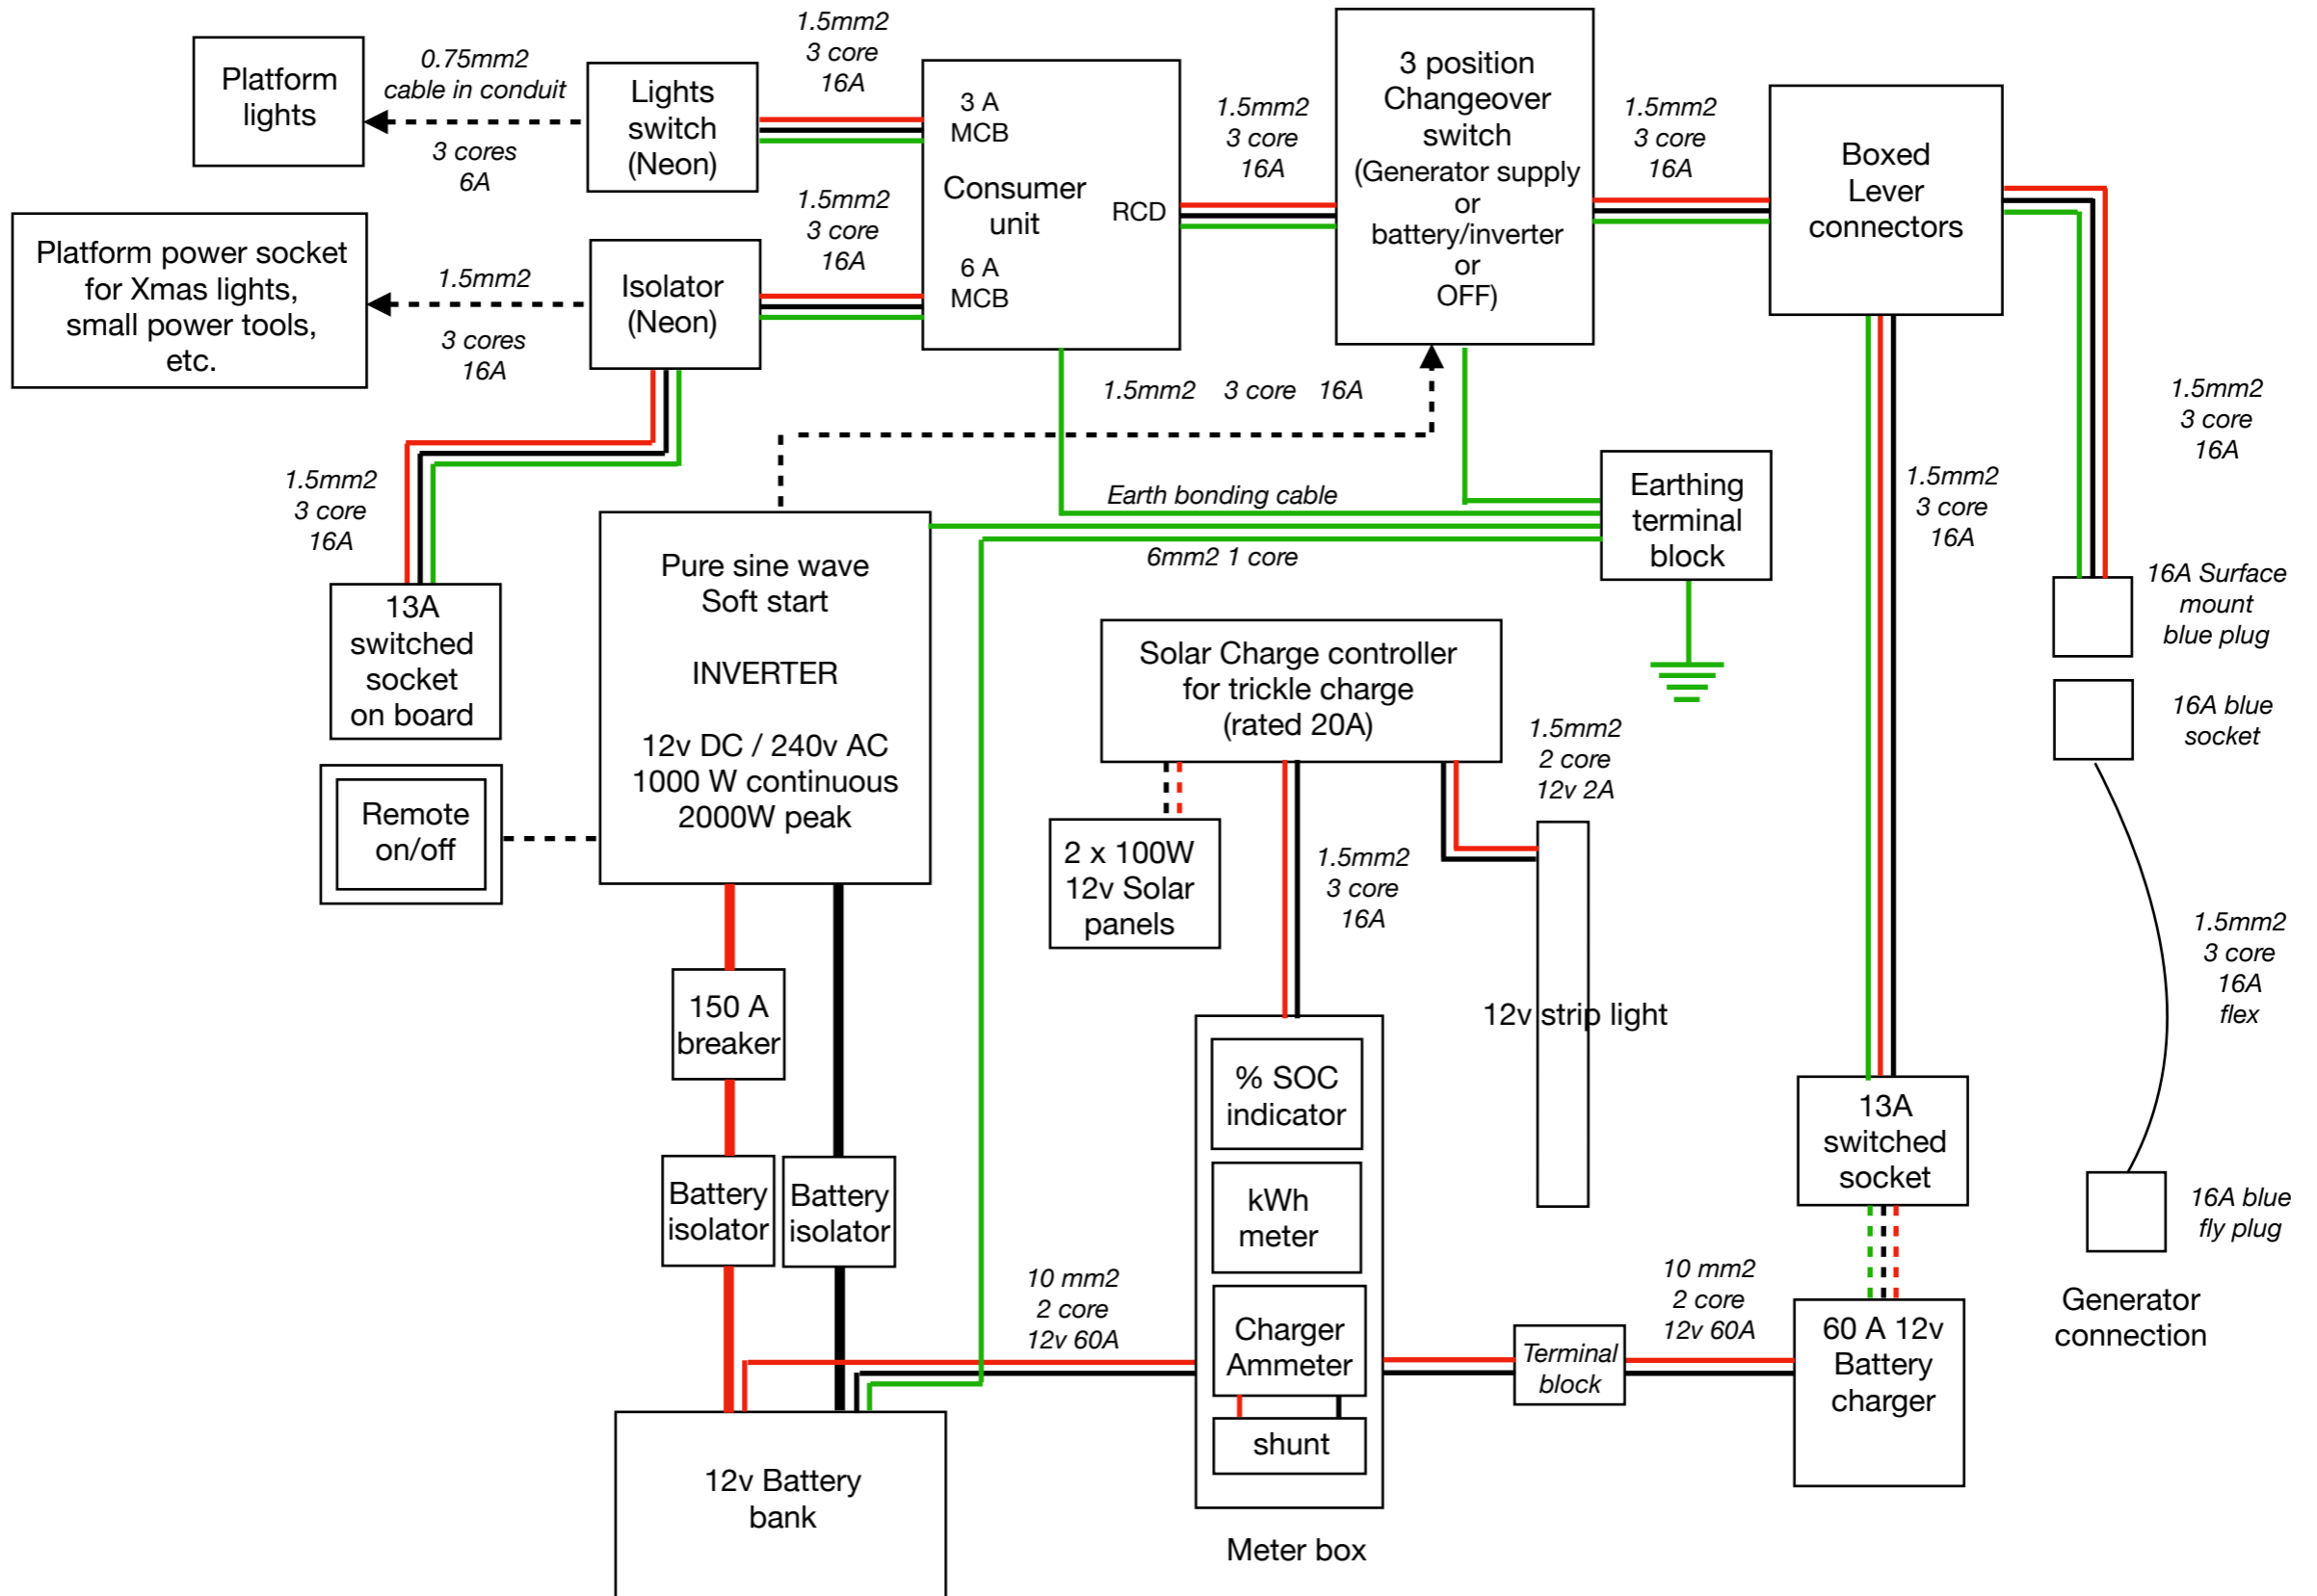 Platform
lights
0.75mm2
cable in conduit
3 cores
6A
Lights
switch
(Neon)
1.5mm2
3 core
16A
3 A
MCB
Consumer
unit
RCD
6 A
MCB
1.5mm2
3 core
16A
3 position
Changeover
switch
(Generator supply
or
battery/inverter
or
OFF)
1.5mm2
3 core
16A
Boxed
Lever
connectors
Platform power socket
for Xmas lights,
small power tools,
etc.
1.5mm2
3 cores
16A
Isolator
(Neon)
1.5mm2
3 core
16A
1.5mm2 3 core 16A
1.5mm2
3 core
16A
1.5mm2
3 core
16A
1.5mm2
3 core
16A
Earth bonding cable
6mm2 1 core
Earthing
terminal
block
13A
switched
socket
on board
Remote
on/off
Pure sine wave
Soft start
INVERTER
12v DC / 240v AC
1000 W continuous
2000W peak
Solar Charge controller
for trickle charge
(rated 20A)
1.5mm2
2 core
12v 2A
2 x 100W
12v Solar
panels
1.5mm2
3 core
16A
12v strip light
16A Surface
mount
blue plug
16A blue
socket
1.5mm2
3 core
16A
flex
16A blue
fly plug
Generator
connection
150 A
breaker
Battery
isolator
Battery
isolator
% SOC
indicator
kWh
meter
Charger
Ammeter
shunt
Meter box
10 mm2
2 core
12v 60A
Terminal
block
10 mm2
2 core
12v 60A
13A
switched
socket
60 A 12v
Battery
charger
12v Battery
bank